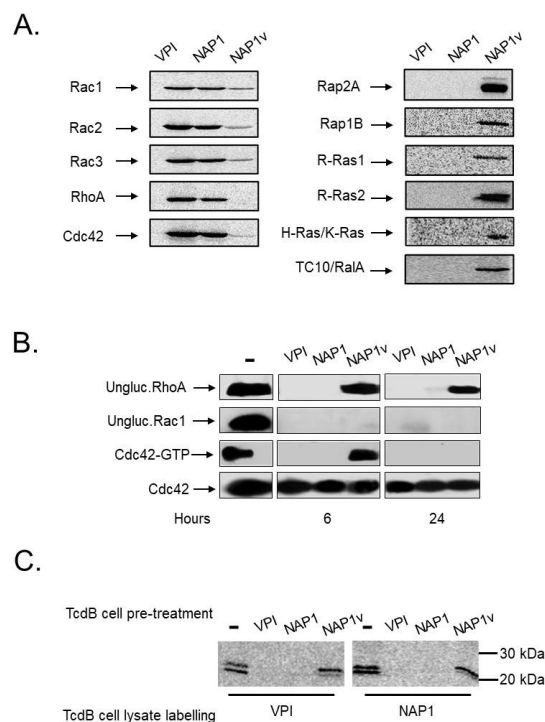 A.
VPI NAP1 NAP1v
Rac1
Rac2
Rac3
RhoA
Cdc42
VPI NAP1 NAP1v
Rap2A
Rap1B
R-Ras1
R-Ras2
H-Ras/K-Ras
TC10/RalA
B.
– VPI NAP1 NAP1v VPI NAP1 NAP1v
Ungluc.RhoA
Ungluc.Rac1
Cdc42-GTP
Cdc42
Hours 6 24
C.
TcdB cell pre-treatment – VPI NAP1 NAP1v – VPI NAP1 NAP1v
30 kDa
20 kDa
TcdB cell lysate labelling VPI NAP1